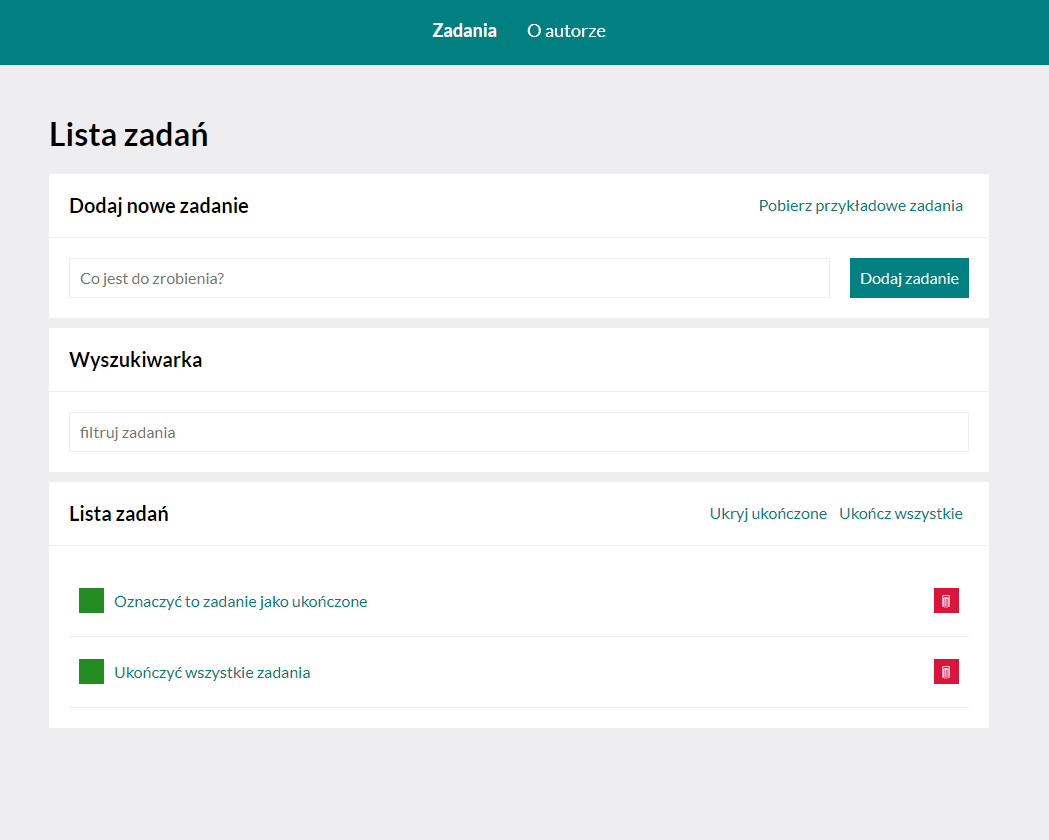 Zadania O autorze
Lista zadań
Dodaj nowe zadanie Pobierz przykładowe zadania
Co jest do zrobienia? Dodaj zadanie
Wyszukiwarka
filtruj zadania
Lista zadań Ukryj ukończone Ukończ wszystkie
Oznaczyć to zadanie jako ukończone
Ukończyć wszystkie zadania